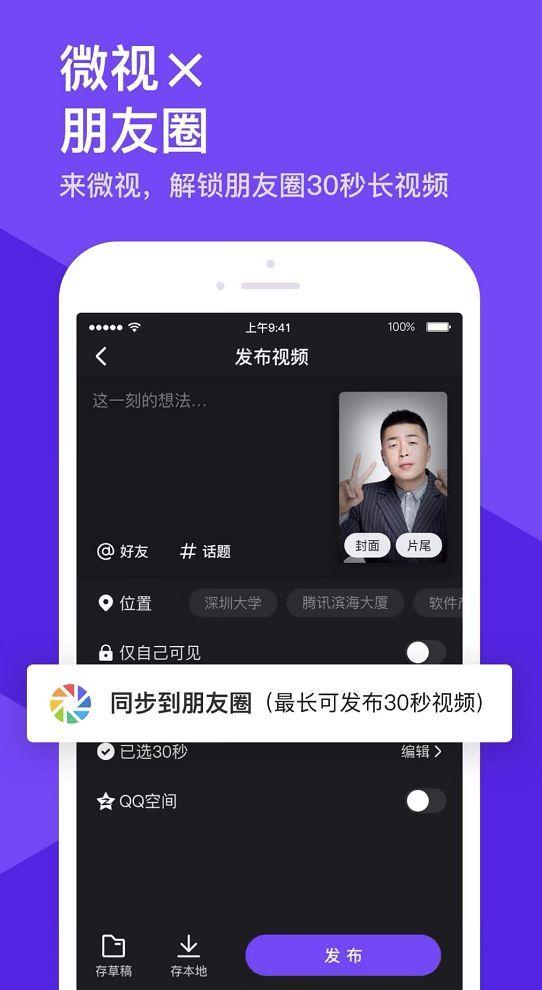 微视×
朋友圈
来微视，解锁朋友圈30秒长视频
上午9:41
100%
发布视频
这一刻的想法...
封面 片尾
@好友 #话题
位置 深圳大学 腾讯滨海大厦 软件
仅自己可见
同步到朋友圈（最长可发布30秒视频）
已选30秒 编辑
QQ空间
存草稿 存本地 发布